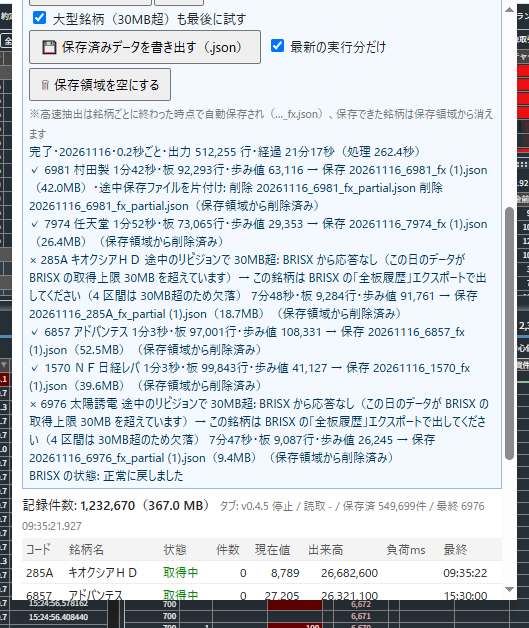 約定
全
大型銘柄（30MB超）も最後に試す
保存済みデータを書き出す（.json）
最新の実行分だけ
保存領域を空にする
※高速抽出は銘柄ごとに終わった時点で自動保存され（..._fx.json）、保存できた銘柄は保存領域から消え
ます
完了・20261116・0.2秒ごと・出力 512,255 行・経過 21分17秒（処理 262.4秒）
✓ 6981 村田製 1分42秒・板 92,293行・歩み値 63,116 → 保存 20261116_6981_fx (1).json
（42.0MB）・途中保存ファイルを片付け: 削除 20261116_6981_fx_partial.json 削除
20261116_6981_fx_partial.json（保存領域から削除済み）
✓ 7974 任天堂 1分52秒・板 73,065行・歩み値 29,353 → 保存 20261116_7974_fx (1).json
（26.4MB）（保存領域から削除済み）
× 285A キオクシアＨＤ 途中のリビジョンで 30MB超: BRISX から応答なし（この日のデータが
BRISX の取得上限 30MB を超えています）→ この銘柄は BRISX の「全板履歴」エクスポートで出
してください（4 区間は 30MB超のため欠落） 7分48秒・板 9,284行・歩み値 91,761 → 保存
20261116_285A_fx_partial (1).json（18.7MB）（保存領域から削除済み）
✓ 6857 アドバンテス 1分3秒・板 97,001行・歩み値 108,331 → 保存 20261116_6857_fx
(1).json（52.5MB）（保存領域から削除済み）
✓ 1570 ＮＦ日経レバ 1分3秒・板 99,843行・歩み値 41,127 → 保存 20261116_1570_fx
(1).json（39.6MB）（保存領域から削除済み）
× 6976 太陽誘電 途中のリビジョンで 30MB超: BRISX から応答なし（この日のデータが BRISX の
取得上限 30MB を超えています）→ この銘柄は BRISX の「全板履歴」エクスポートで出してくださ
い（4 区間は 30MB超のため欠落） 7分47秒・板 9,087行・歩み値 26,245 → 保存
20261116_6976_fx_partial (1).json（9.4MB）（保存領域から削除済み）
BRISX の状態: 正常に戻しました
記録件数: 1,232,670（367.0 MB） タブ: v0.4.5 停止 / 読取 - / 保存済 549,699件 / 最終 6976
09:35:21.927
コード 銘柄名 状態 件数 現在値 出来高 負荷ms 最終
285A キオクシアＨＤ 取得中 0 8,789 26,682,600 09:35:22
6857 アドバンテス 取得中 0 27,205 26,321,100 15:30:00
15:24:56.578162 700 6,672
15:24:56.408440 700 6,671
700 6,670